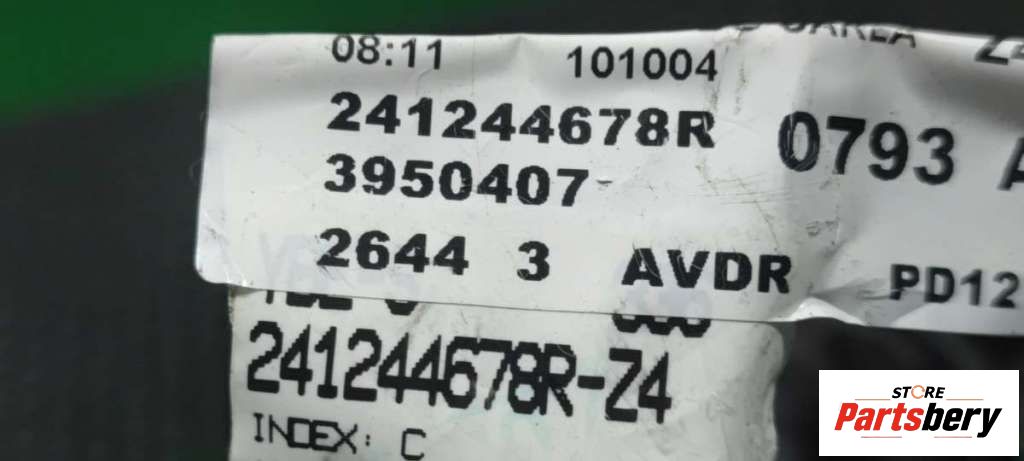 08:11 101004
241244678R 0793 A
3950407
2644 3 AVDR PD12
241244678R-Z4
INDEX: C
STORE
Partsbery